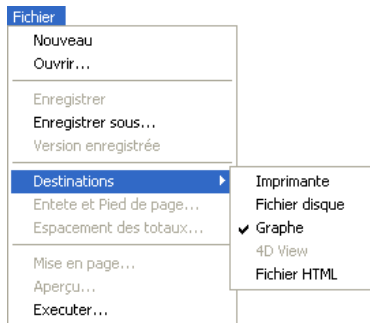 Fichier
Nouveau
Ouvrir...
Enregistrer
Enregistrer sous...
Version enregistrée
Destinations
Entete et Pied de page...
Espacement des totaux...
Mise en page...
Aperçu...
Executer...
Imprimante
Fichier disque
Graphe
4D View
Fichier HTML